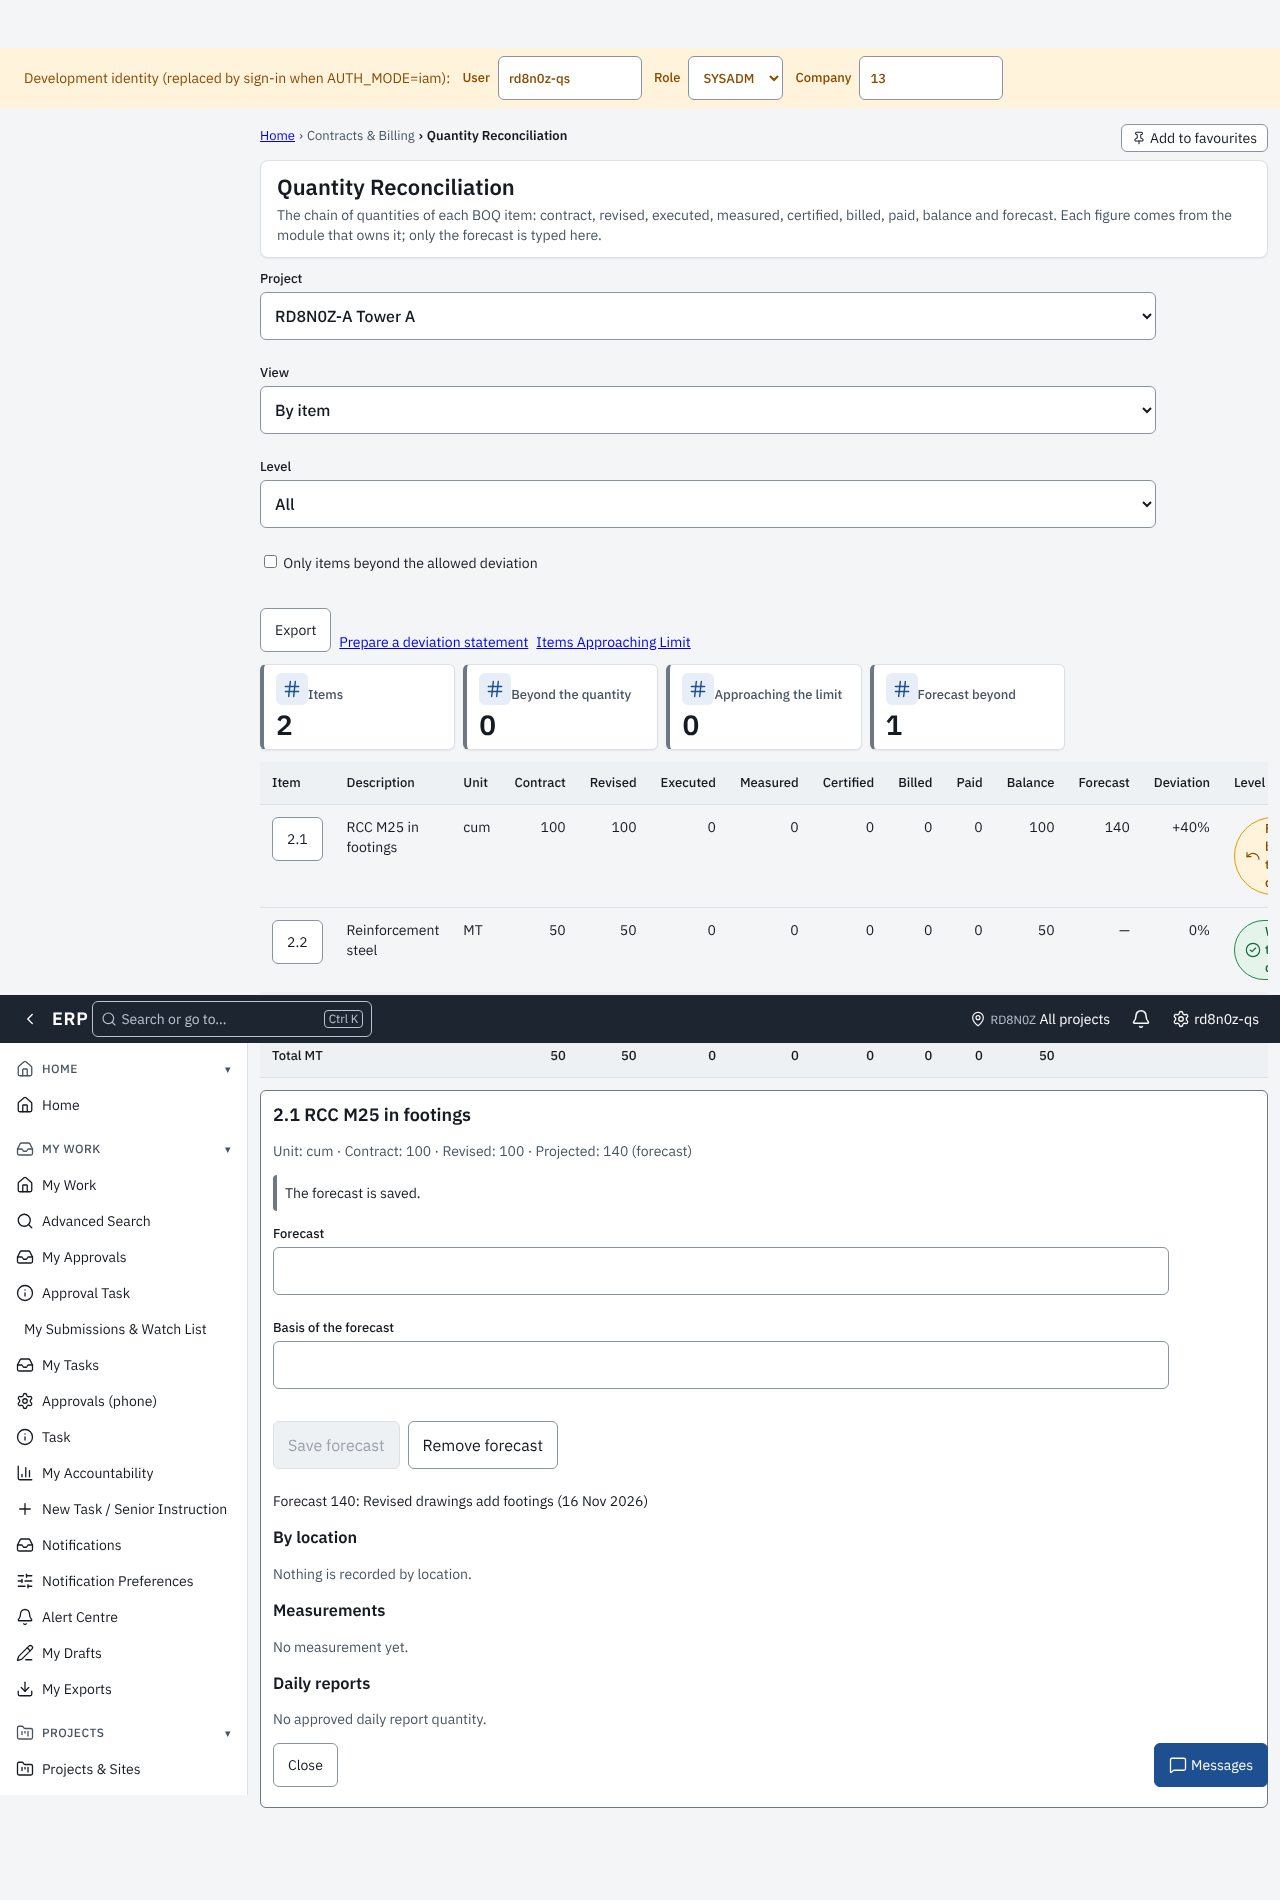 Development identity (replaced by sign-in when AUTH_MODE=iam): User rd8n0z-qs Role SYSADM Company 13
Home › Contracts & Billing › Quantity Reconciliation
Add to favourites
Quantity Reconciliation
The chain of quantities of each BOQ item: contract, revised, executed, measured, certified, billed, paid, balance and forecast. Each figure comes from the
module that owns it; only the forecast is typed here.
Project
RD8N0Z-A Tower A
View
By item
Level
All
Only items beyond the allowed deviation
Export Prepare a deviation statement Items Approaching Limit
Items
2
Beyond the quantity
0
Approaching the limit
0
Forecast beyond
1
Item Description Unit Contract Revised Executed Measured Certified Billed Paid Balance Forecast Deviation Level
2.1 RCC M25 in footings cum 100 100 0 0 0 0 0 100 140 +40%
2.2 Reinforcement steel MT 50 50 0 0 0 0 0 50 — 0%
ERP Search or go to... Ctrl K RD8N0Z All projects rd8n0z-qs
Total MT 50 50 0 0 0 0 0 50
HOME
Home
MY WORK
My Work
Advanced Search
My Approvals
Approval Task
My Submissions & Watch List
My Tasks
Approvals (phone)
Task
My Accountability
New Task / Senior Instruction
Notifications
Notification Preferences
Alert Centre
My Drafts
My Exports
PROJECTS
Projects & Sites
2.1 RCC M25 in footings
Unit: cum · Contract: 100 · Revised: 100 · Projected: 140 (forecast)
The forecast is saved.
Forecast
Basis of the forecast
Save forecast Remove forecast
Forecast 140: Revised drawings add footings (16 Nov 2026)
By location
Nothing is recorded by location.
Measurements
No measurement yet.
Daily reports
No approved daily report quantity.
Close
Messages